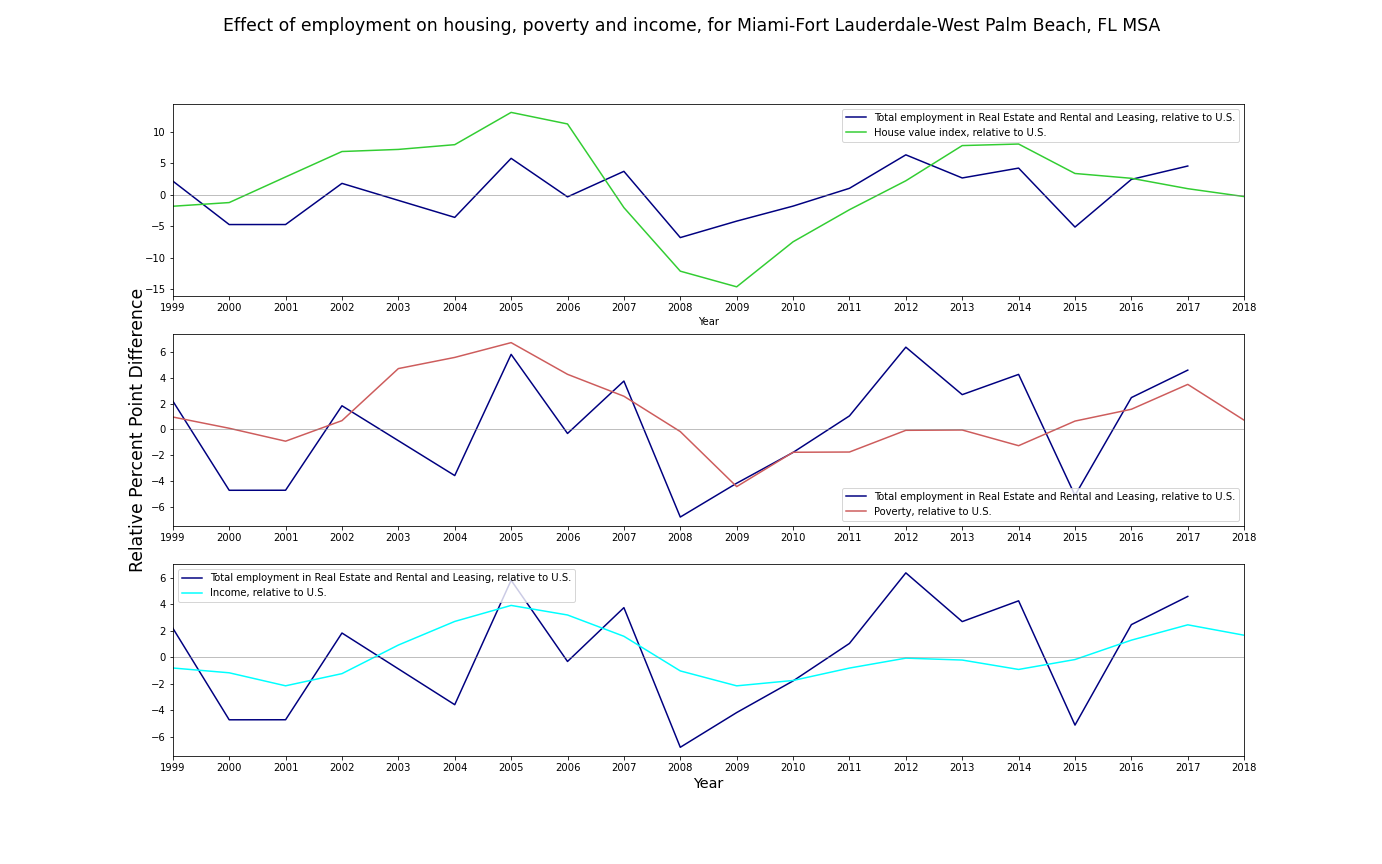 Effect of employment on housing, poverty and income, for Miami-Fort Lauderdale-West Palm Beach, FL MSA
Relative Percent Point Difference
Total employment in Real Estate and Rental and Leasing, relative to U.S.
House value index, relative to U.S.
10
5
0
−5
−10
−15
1999 2000 2001 2002 2003 2004 2005 2006 2007 2008 2009 2010 2011 2012 2013 2014 2015 2016 2017 2018
Year
6
4
2
0
−2
−4
−6
Total employment in Real Estate and Rental and Leasing, relative to U.S.
Poverty, relative to U.S.
1999 2000 2001 2002 2003 2004 2005 2006 2007 2008 2009 2010 2011 2012 2013 2014 2015 2016 2017 2018
Total employment in Real Estate and Rental and Leasing, relative to U.S.
Income, relative to U.S.
6
4
2
0
−2
−4
−6
1999 2000 2001 2002 2003 2004 2005 2006 2007 2008 2009 2010 2011 2012 2013 2014 2015 2016 2017 2018
Year